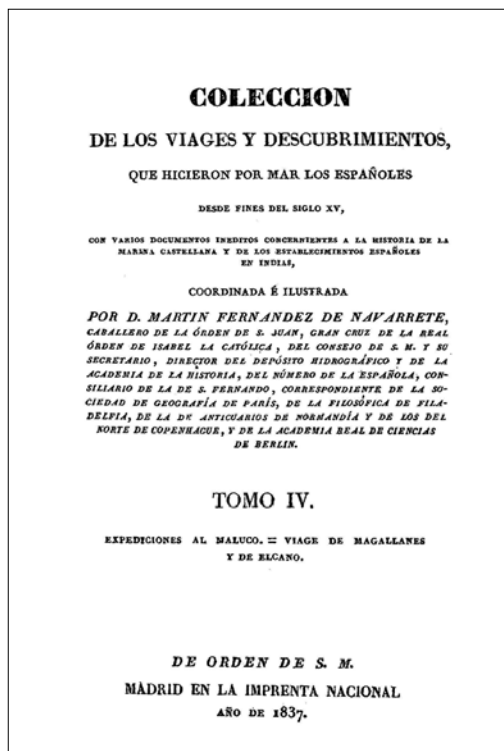 COLECCION
DE LOS VIAGES Y DESCUBRIMIENTOS,
QUE HICIERON POR MAR LOS ESPAÑOLES
DESDE FINES DEL SIGLO XV,
CON VARIOS DOCUMENTOS INEDITOS CONCERNIENTES A LA HISTORIA DE LA
MARINA CASTELLANA Y DE LOS ESTABLECIMIENTOS ESPAÑOLES
EN INDIAS,
COORDINADA É ILUSTRADA
POR D. MARTIN FERNANDEZ DE NAVARRETE,
CABALLERO DE LA ÓRDEN DE S. JUAN, GRAN CRUZ DE LA REAL
ÓRDEN DE ISABEL LA CATÓLICA, DEL CONSEJO DE S. M. Y SU
SECRETARIO, DIRECTOR DEL DEPÓSITO HIDROGRÁFICO Y DE LA
ACADEMIA DE LA HISTORIA, DEL NÚMERO DE LA ESPAÑOLA, CON-
SILIARIO DE LA DE S. FERNANDO, CORRESPONDIENTE DE LA SO-
CIEDAD DE GEOGRAFÍA DE PARÍS, DE LA FILOSÓFICA DE FILA-
DELFIA, DE LA DE ANTICUARIOS DE NORMANDÍA Y DE LOS DEL
NORTE DE COPENHAGUE, Y DE LA ACADEMIA REAL DE CIENCIAS
DE BERLIN.
TOMO IV.
EXPEDICIONES AL MALUCO. = VIAGE DE MAGALLANES
Y DE ELCANO.
DE ORDEN DE S. M.
MADRID EN LA IMPRENTA NACIONAL
AÑO DE 1837.